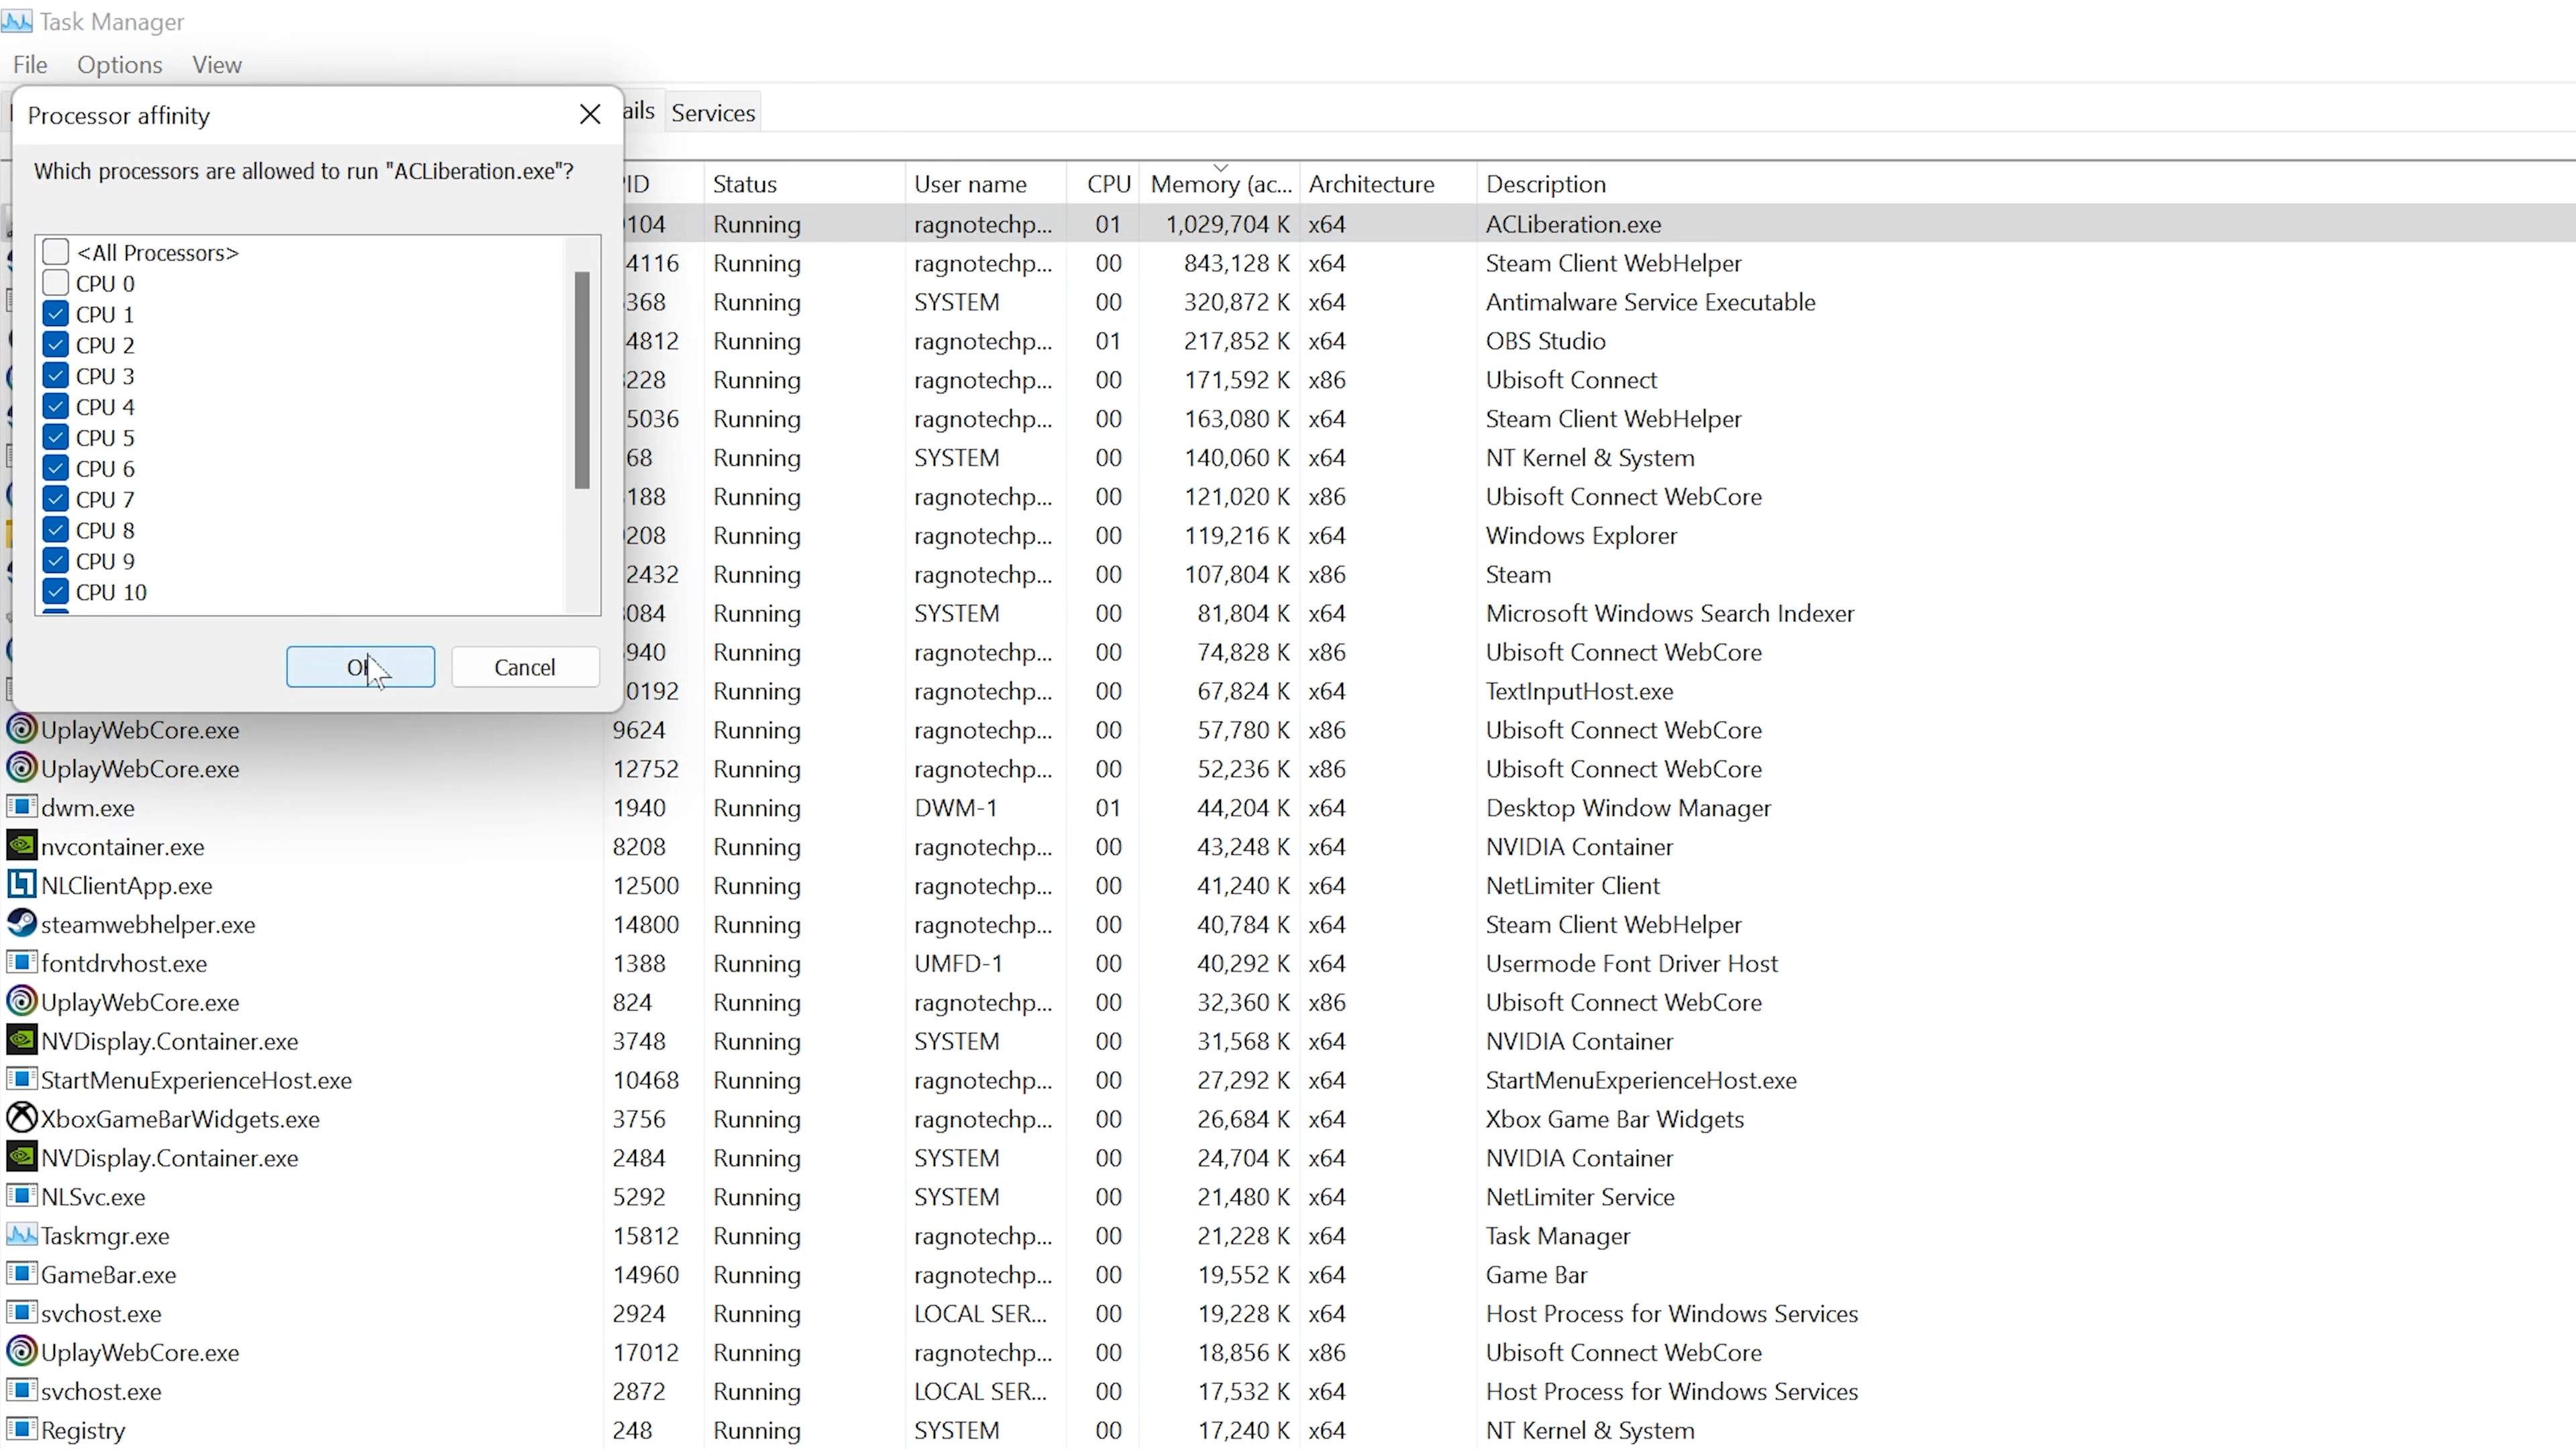 Task Manager
File Options View
Processor affinity
Which processors are allowed to run "ACLiberation.exe"?
<All Processors>
CPU 0
CPU 1
CPU 2
CPU 3
CPU 4
CPU 5
CPU 6
CPU 7
CPU 8
CPU 9
CPU 10
Cancel
Services
Status User name CPU Memory (ac... Architecture Description
Running ragnotechp... 01 1,029,704 K x64 ACLiberation.exe
Running ragnotechp... 00 843,128 K x64 Steam Client WebHelper
Running SYSTEM 00 320,872 K x64 Antimalware Service Executable
Running ragnotechp... 01 217,852 K x64 OBS Studio
Running ragnotechp... 00 171,592 K x86 Ubisoft Connect
Running ragnotechp... 00 163,080 K x64 Steam Client WebHelper
Running SYSTEM 00 140,060 K x64 NT Kernel & System
Running ragnotechp... 00 121,020 K x86 Ubisoft Connect WebCore
Running ragnotechp... 00 119,216 K x64 Windows Explorer
Running ragnotechp... 00 107,804 K x86 Steam
Running SYSTEM 00 81,804 K x64 Microsoft Windows Search Indexer
Running ragnotechp... 00 74,828 K x86 Ubisoft Connect WebCore
Running ragnotechp... 00 67,824 K x64 TextInputHost.exe
UplayWebCore.exe 9624 Running ragnotechp... 00 57,780 K x86 Ubisoft Connect WebCore
UplayWebCore.exe 12752 Running ragnotechp... 00 52,236 K x86 Ubisoft Connect WebCore
dwm.exe 1940 Running DWM-1 01 44,204 K x64 Desktop Window Manager
nvcontainer.exe 8208 Running ragnotechp... 00 43,248 K x64 NVIDIA Container
NLClientApp.exe 12500 Running ragnotechp... 00 41,240 K x64 NetLimiter Client
steamwebhelper.exe 14800 Running ragnotechp... 00 40,784 K x64 Steam Client WebHelper
fontdrvhost.exe 1388 Running UMFD-1 00 40,292 K x64 Usermode Font Driver Host
UplayWebCore.exe 824 Running ragnotechp... 00 32,360 K x86 Ubisoft Connect WebCore
NVDisplay.Container.exe 3748 Running SYSTEM 00 31,568 K x64 NVIDIA Container
StartMenuExperienceHost.exe 10468 Running ragnotechp... 00 27,292 K x64 StartMenuExperienceHost.exe
XboxGameBarWidgets.exe 3756 Running ragnotechp... 00 26,684 K x64 Xbox Game Bar Widgets
NVDisplay.Container.exe 2484 Running SYSTEM 00 24,704 K x64 NVIDIA Container
NLSvc.exe 5292 Running SYSTEM 00 21,480 K x64 NetLimiter Service
Taskmgr.exe 15812 Running ragnotechp... 00 21,228 K x64 Task Manager
GameBar.exe 14960 Running ragnotechp... 00 19,552 K x64 Game Bar
svchost.exe 2924 Running LOCAL SER... 00 19,228 K x64 Host Process for Windows Services
UplayWebCore.exe 17012 Running ragnotechp... 00 18,856 K x86 Ubisoft Connect WebCore
svchost.exe 2872 Running LOCAL SER... 00 17,532 K x64 Host Process for Windows Services
Registry 248 Running SYSTEM 00 17,240 K x64 NT Kernel & System